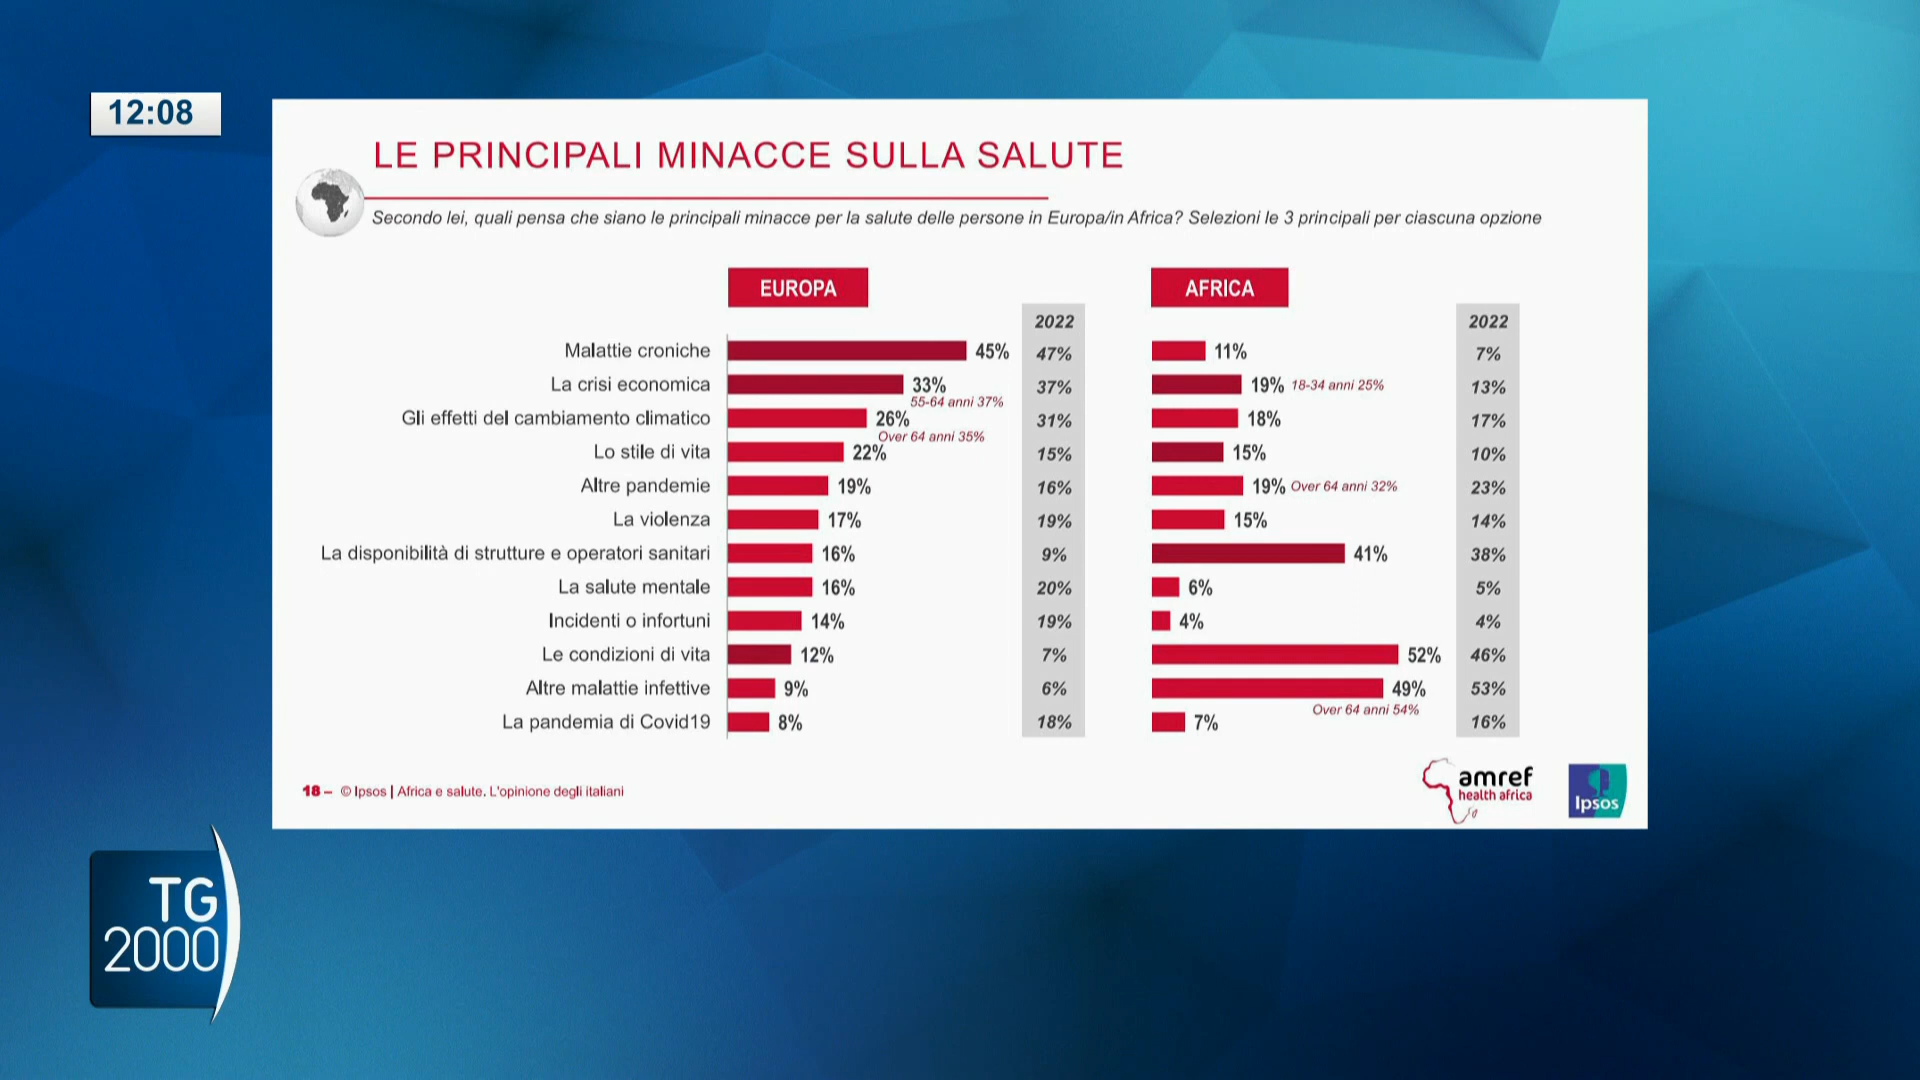 12:08
LE PRINCIPALI MINACCE SULLA SALUTE
Secondo lei, quali pensa che siano le principali minacce per la salute delle persone in Europa/in Africa? Selezioni le 3 principali per ciascuna opzione
EUROPA AFRICA
2022 2022
Malattie croniche 45% 47% 11% 7%
La crisi economica 33% 37% 19% 18-34 anni 25% 13%
55-64 anni 37%
Gli effetti del cambiamento climatico 26% 31% 18% 17%
Over 64 anni 35%
Lo stile di vita 22% 15% 15% 10%
Altre pandemie 19% 16% 19% Over 64 anni 32% 23%
La violenza 17% 19% 15% 14%
La disponibilità di strutture e operatori sanitari 16% 9% 41% 38%
La salute mentale 16% 20% 6% 5%
Incidenti o infortuni 14% 19% 4% 4%
Le condizioni di vita 12% 7% 52% 46%
Altre malattie infettive 9% 6% 49% 53%
Over 64 anni 54%
La pandemia di Covid19 8% 18% 7% 16%
18 – © Ipsos | Africa e salute. L'opinione degli italiani
amref
health africa
Ipsos
TG
2000